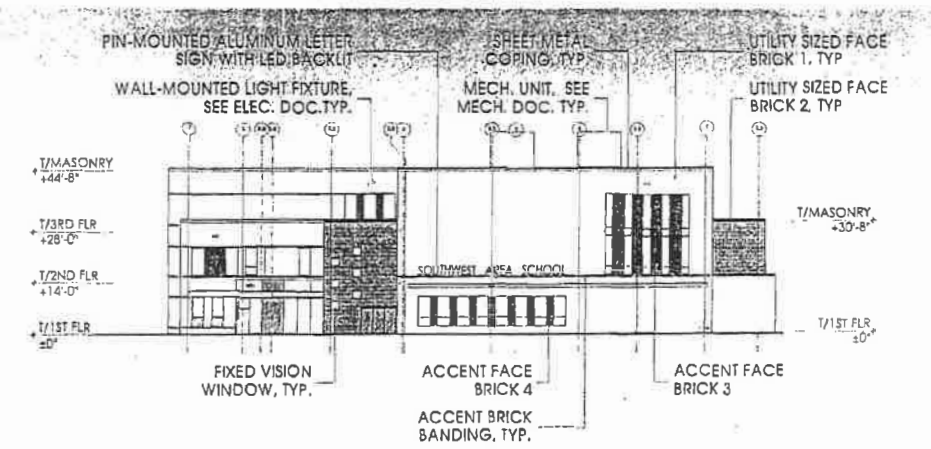 PIN-MOUNTED ALUMINUM LETTER
SIGN WITH LED BACKLIT
SHEET METAL
COPING, TYP.
UTILITY SIZED FACE
BRICK 1, TYP
WALL-MOUNTED LIGHT FIXTURE,
SEE ELEC. DOC.TYP.
MECH. UNIT, SEE
MECH. DOC. TYP.
UTILITY SIZED FACE
BRICK 2, TYP
T/MASONRY
+44'-8"
T/3RD FLR
+28'-0"
T/2ND FLR
+14'-0"
T/1ST FLR
±0"
T/MASONRY
+30'-8"
T/1ST FLR
±0"
SOUTHWEST AREA SCHOOL
FIXED VISION
WINDOW, TYP.
ACCENT FACE
BRICK 4
ACCENT FACE
BRICK 3
ACCENT BRICK
BANDING, TYP.